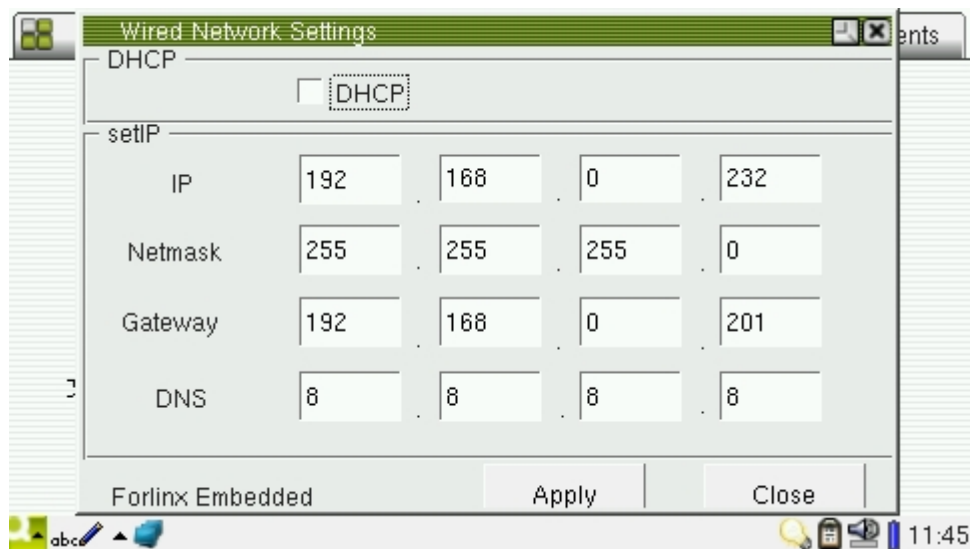 Wired Network Settings
ents
DHCP
DHCP
setIP
IP 192 . 168 . 0 . 232
Netmask 255 . 255 . 255 . 0
Gateway 192 . 168 . 0 . 201
DNS 8 . 8 . 8 . 8
Forlinx Embedded Apply Close
abc 11:45